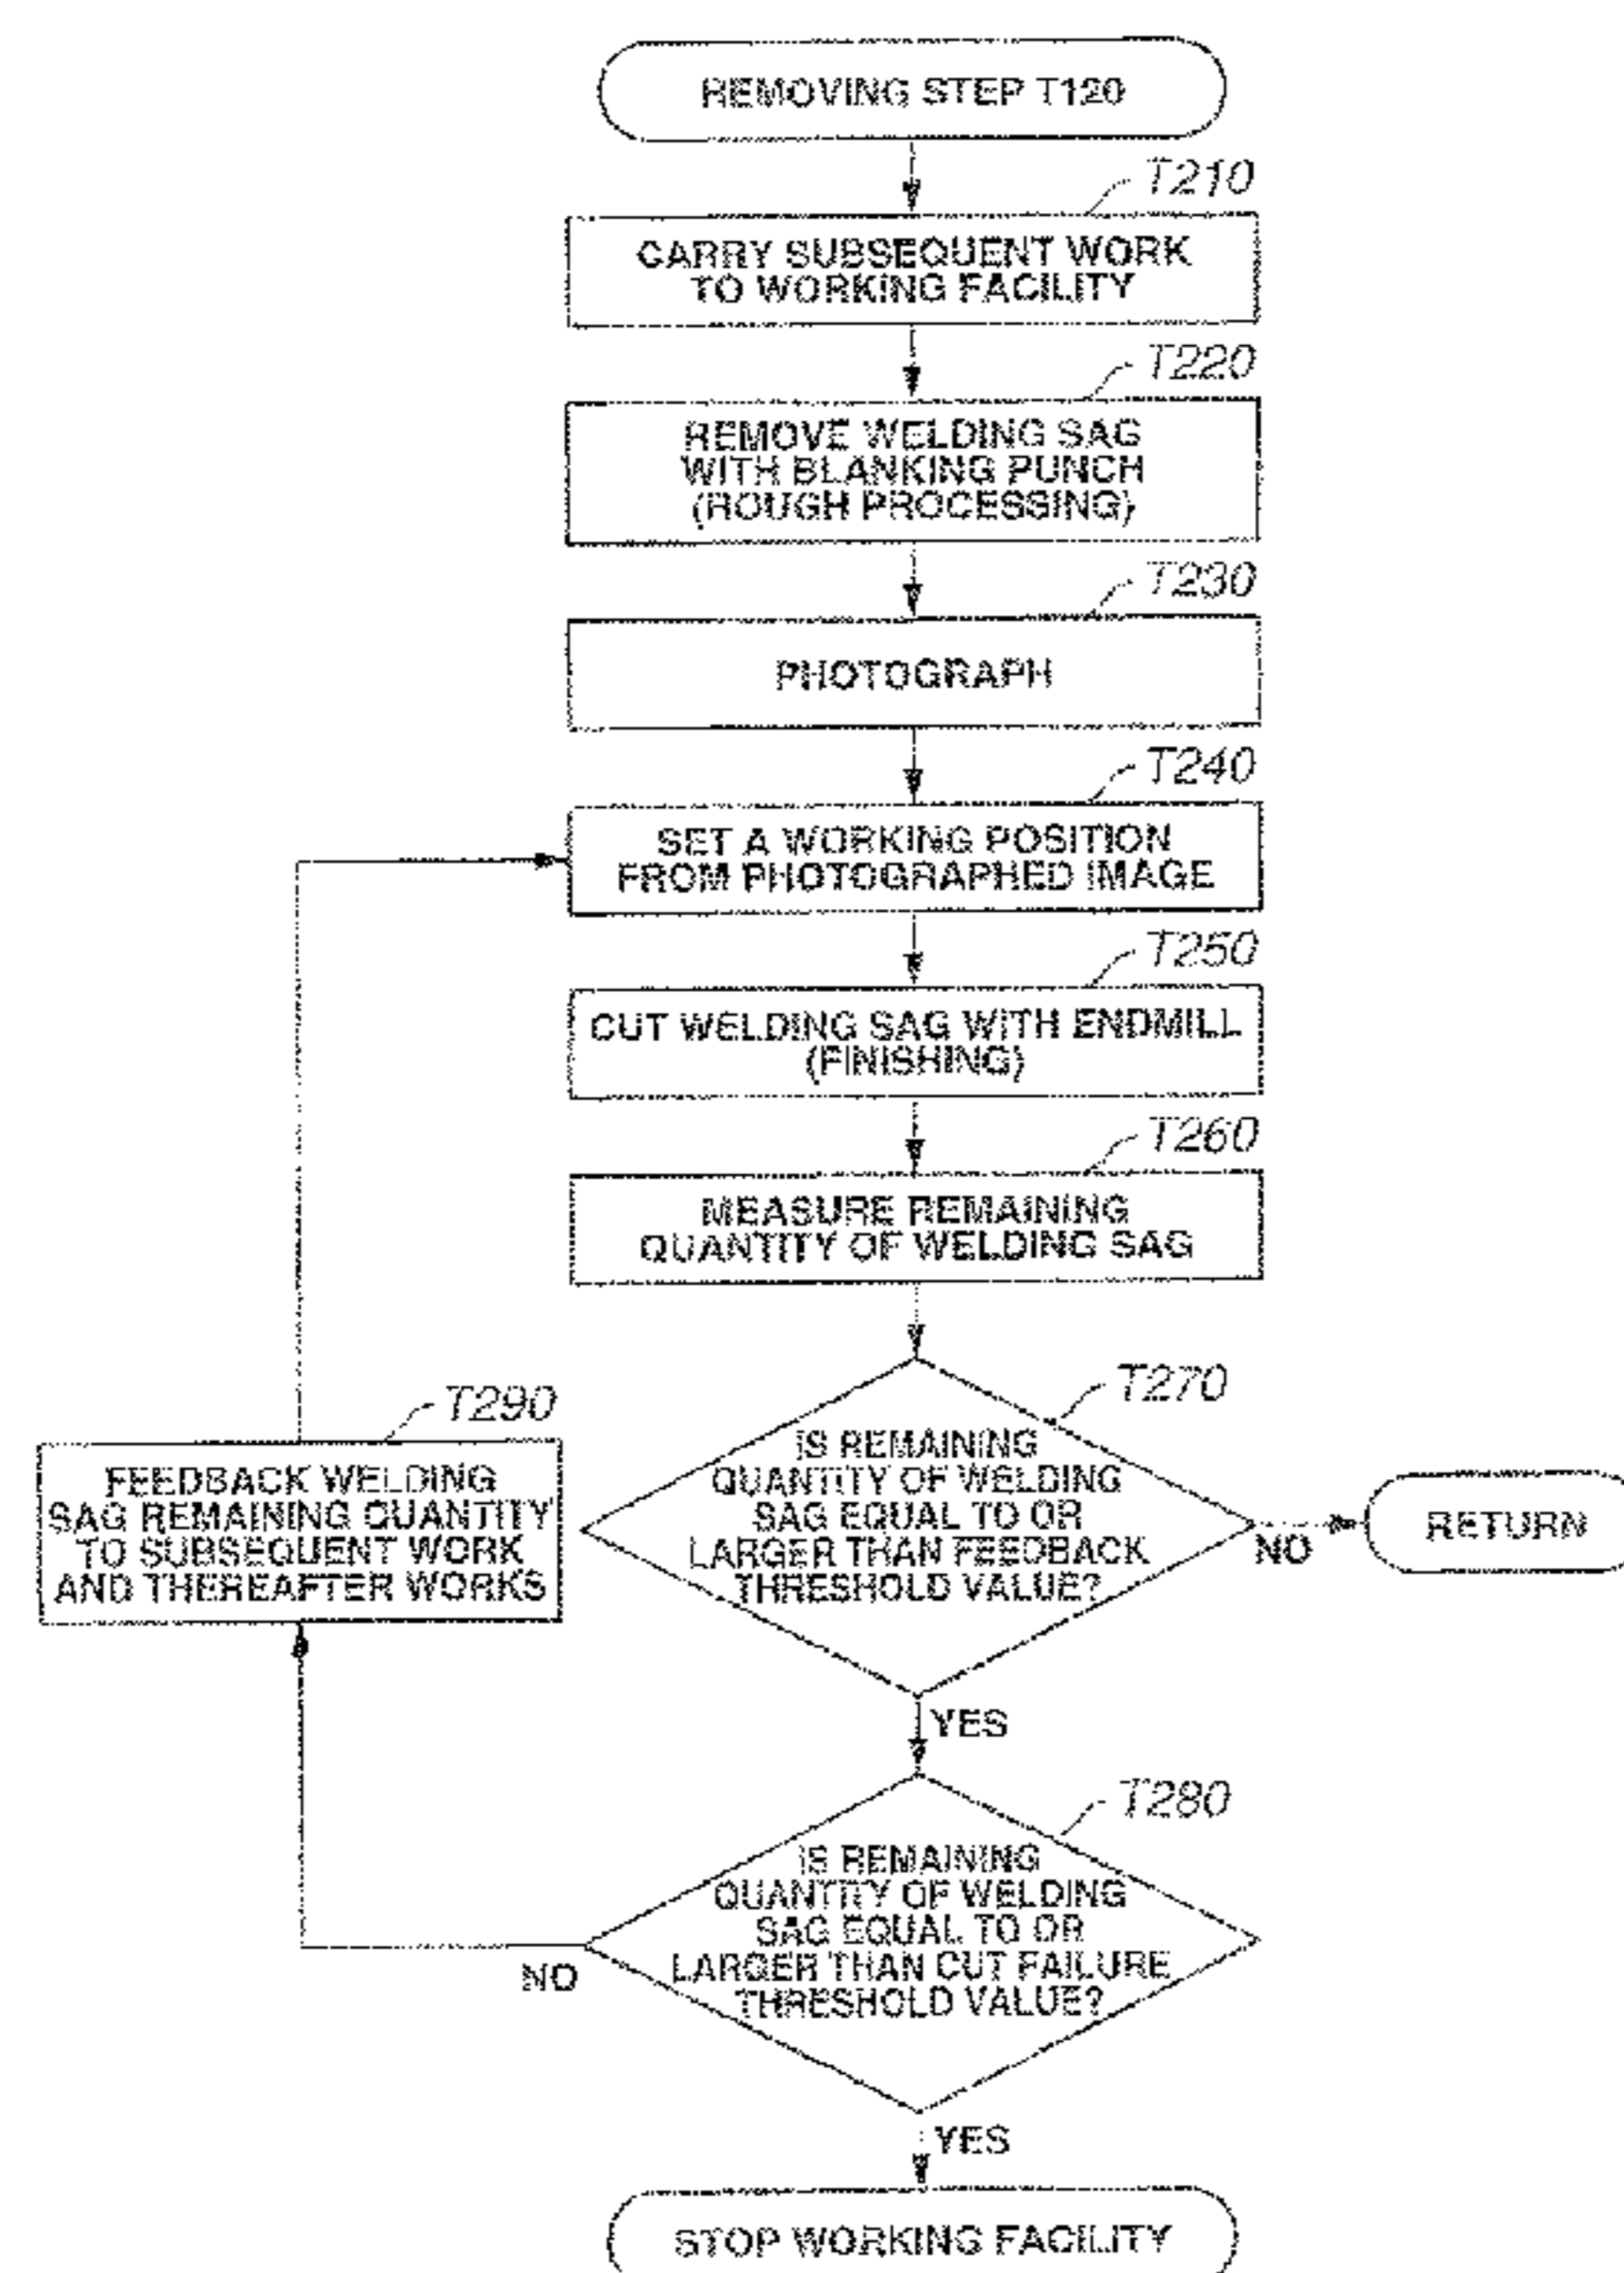 REMOVING STEP T120
T210
CARRY SUBSEQUENT WORK
TO WORKING FACILITY
T220
REMOVE WELDING SAG
WITH BLANKING PUNCH
(ROUGH PROCESSING)
T230
PHOTOGRAPH
T240
SET A WORKING POSITION
FROM PHOTOGRAPHED IMAGE
T250
CUT WELDING SAG WITH ENDMILL
(FINISHING)
T260
MEASURE REMAINING
QUANTITY OF WELDING SAG
T270
IS REMAINING
QUANTITY OF WELDING
SAG EQUAL TO OR
LARGER THAN FEEDBACK
THRESHOLD VALUE?
NO
RETURN
T290
FEEDBACK WELDING
SAG REMAINING QUANTITY
TO SUBSEQUENT WORK
AND THEREAFTER WORKS
YES
T280
IS REMAINING
QUANTITY OF WELDING
SAG EQUAL TO OR
LARGER THAN CUT FAILURE
THRESHOLD VALUE?
NO
YES
STOP WORKING FACILITY